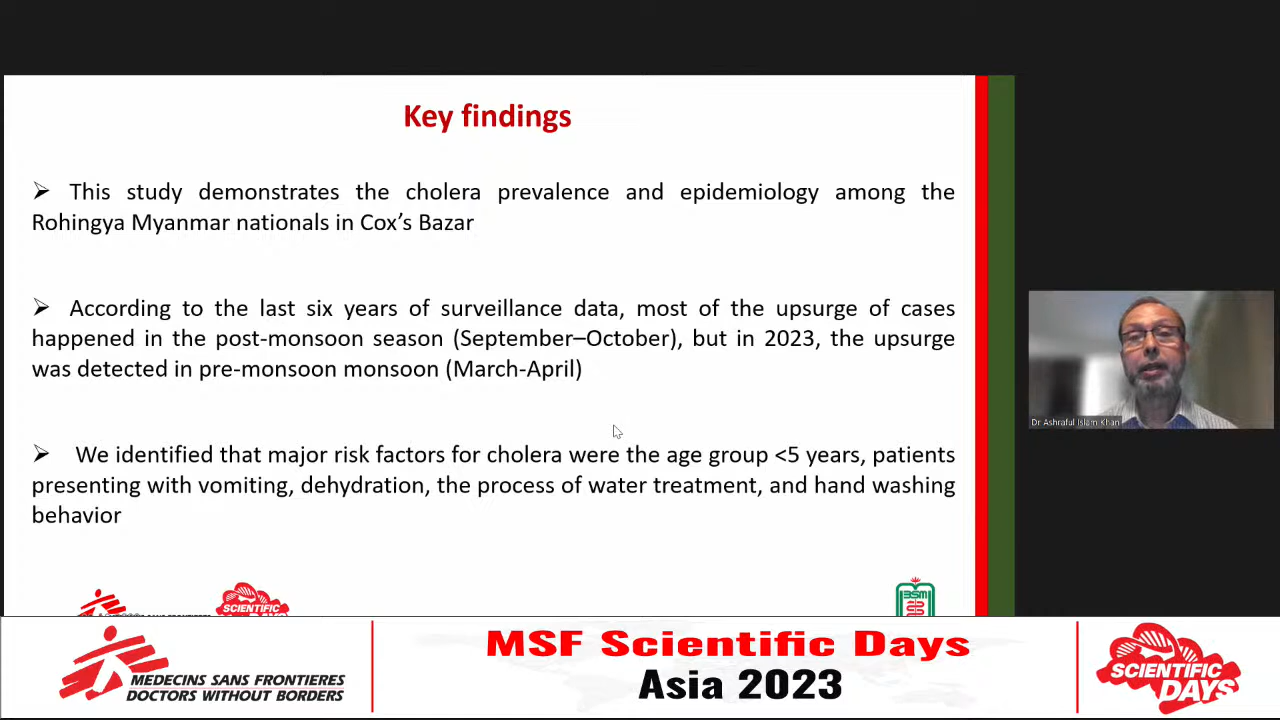 Key findings
➢ This study demonstrates the cholera prevalence and epidemiology among the
Rohingya Myanmar nationals in Cox's Bazar
➢ According to the last six years of surveillance data, most of the upsurge of cases
happened in the post-monsoon season (September–October), but in 2023, the upsurge
was detected in pre-monsoon monsoon (March-April)
➢ We identified that major risk factors for cholera were the age group <5 years, patients
presenting with vomiting, dehydration, the process of water treatment, and hand washing
behavior
Dr Ashraful Islam Khan
SCIENTIFIC
MEDECINS SANS FRONTIERES
DOCTORS WITHOUT BORDERS
MSF Scientific Days
Asia 2023
SCIENTIFIC
DAYS